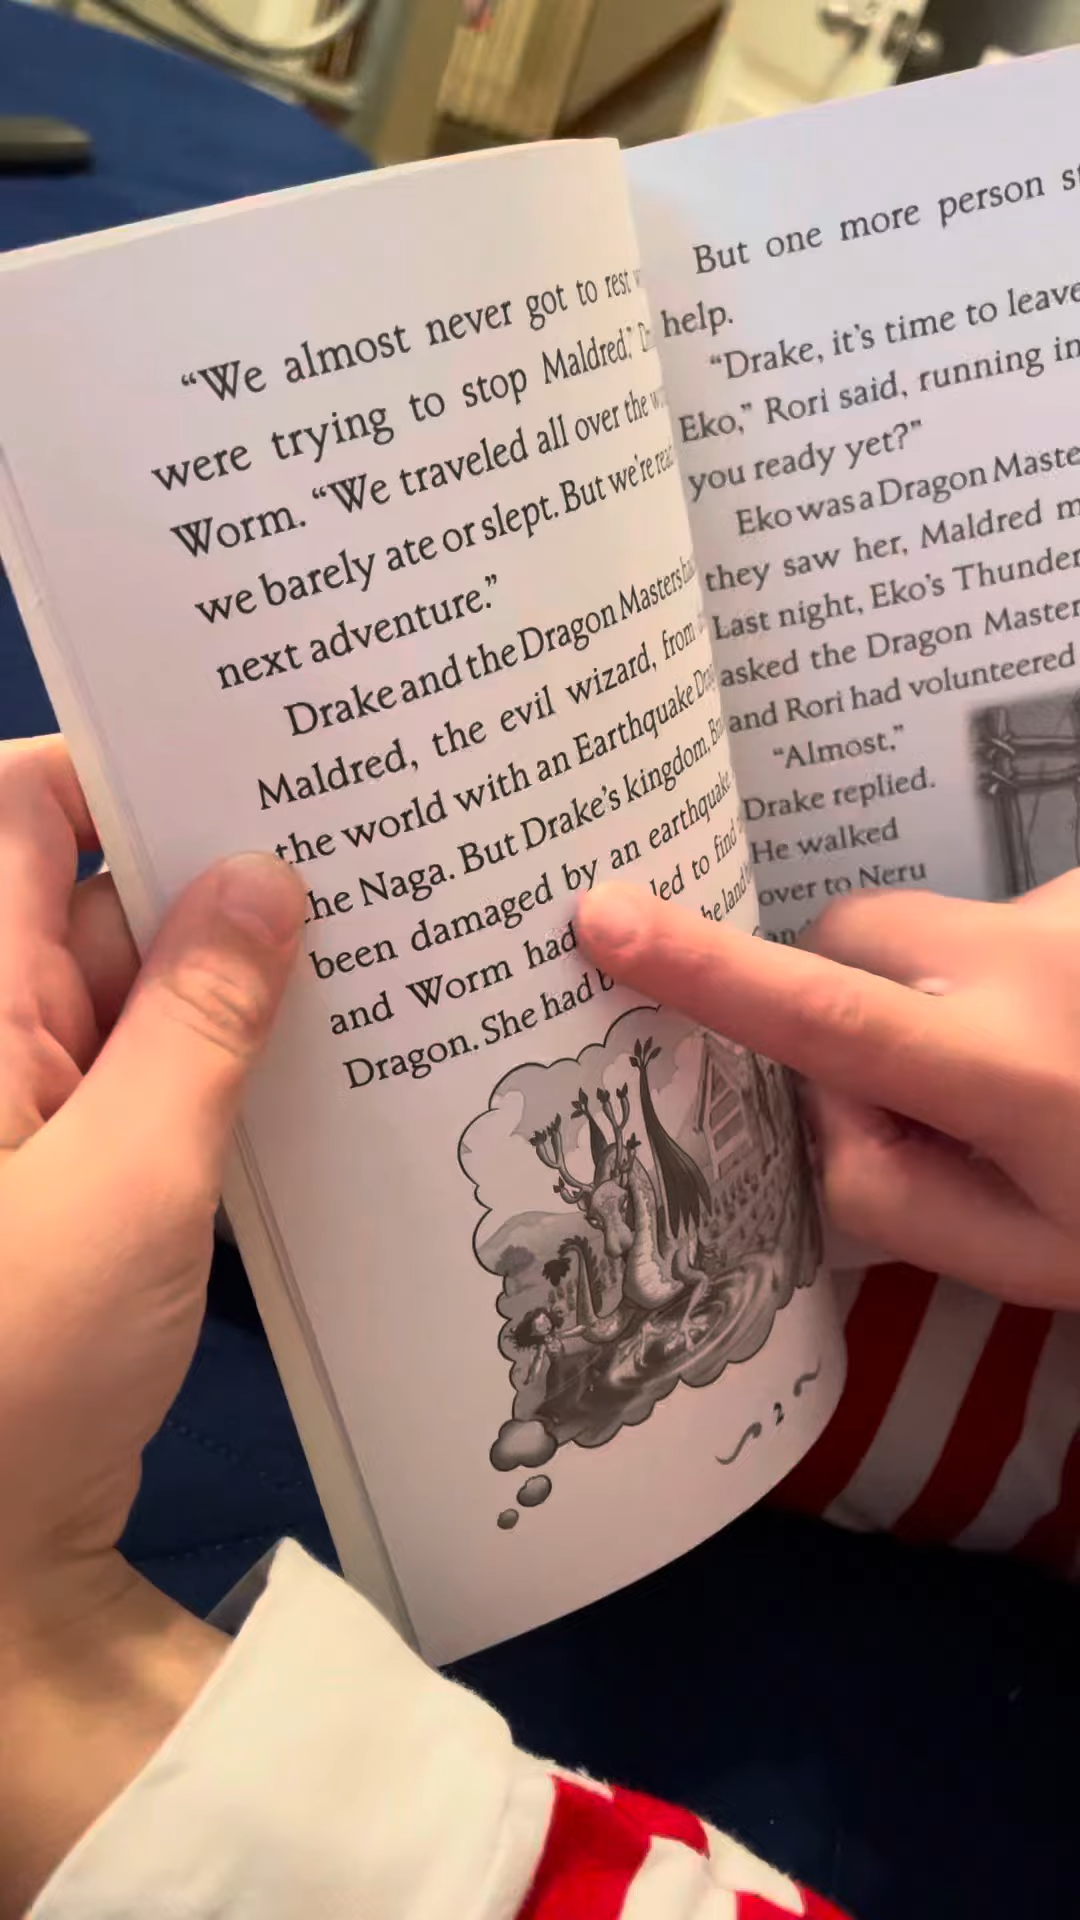 “We almost never got to rest
were trying to stop Maldred,”
Worm. “We traveled all over the
we barely ate or slept. But we’re
next adventure.”
Drake and the Dragon Masters
Maldred, the evil wizard, from
the world with an Earthquake
the Naga. But Drake’s kingdom,
been damaged by an earthquake
and Worm had to find
Dragon. She had
2
But one more person
help.
“Drake, it’s time to leave
Eko,” Rori said, running
you ready yet?”
Eko was a Dragon
they saw her, Maldred
Last night, Eko’s
asked the Dragon
and Rori had volunteered
“Almost,”
Drake replied.
He walked
over to Neru